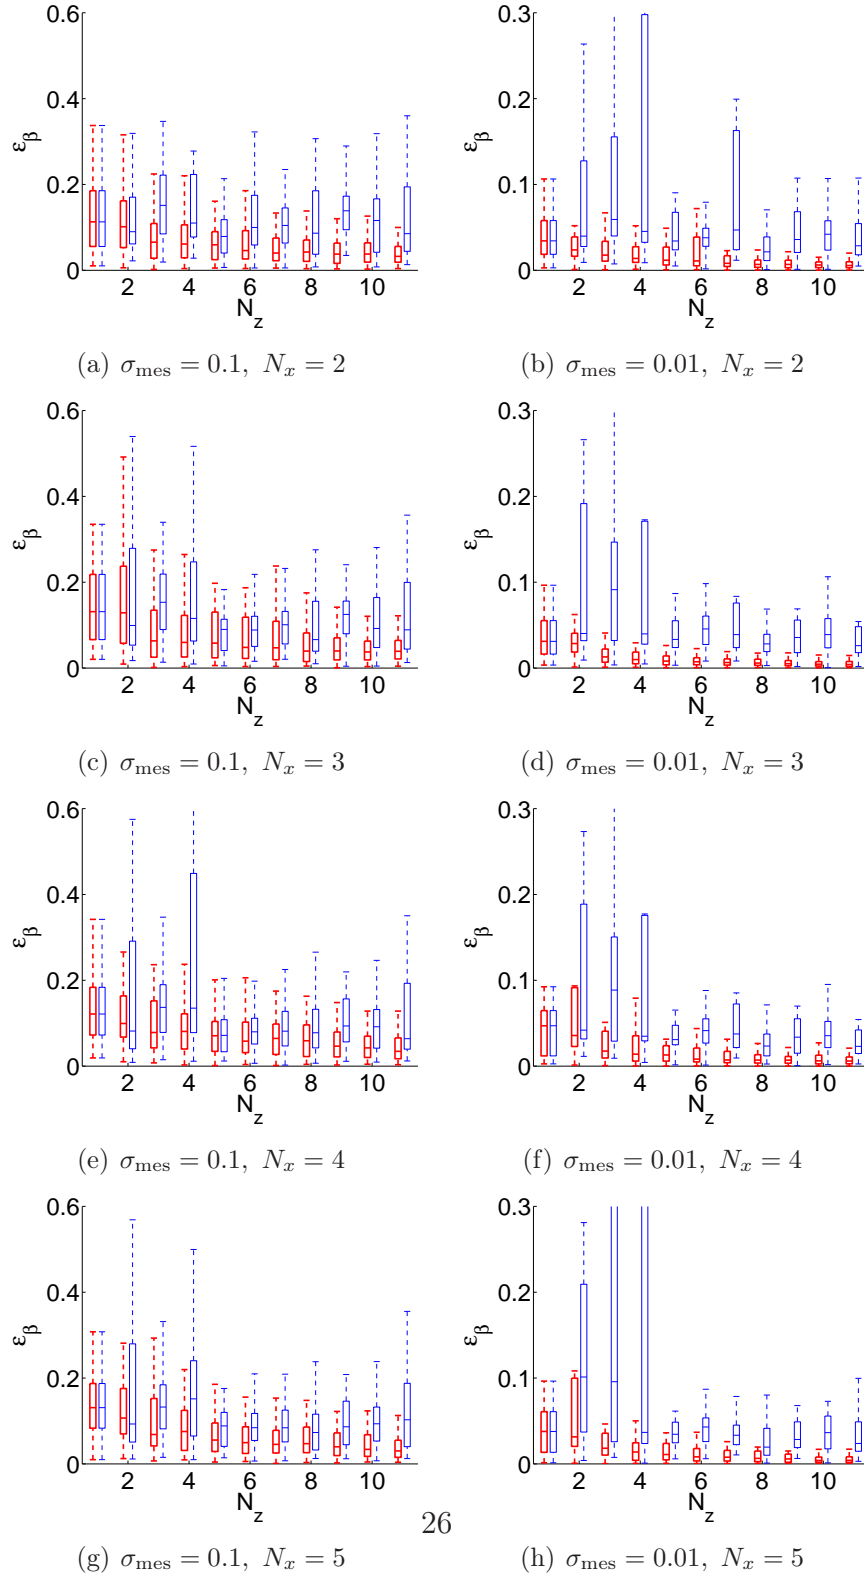 0.6
0.4
0.2
0
ε_β
2 4 6 8 10
N_z
(a) σ_mes = 0.1, N_x = 2
0.3
0.2
0.1
0
ε_β
2 4 6 8 10
N_z
(b) σ_mes = 0.01, N_x = 2
0.6
0.4
0.2
0
ε_β
2 4 6 8 10
N_z
(c) σ_mes = 0.1, N_x = 3
0.3
0.2
0.1
0
ε_β
2 4 6 8 10
N_z
(d) σ_mes = 0.01, N_x = 3
0.6
0.4
0.2
0
ε_β
2 4 6 8 10
N_z
(e) σ_mes = 0.1, N_x = 4
0.3
0.2
0.1
0
ε_β
2 4 6 8 10
N_z
(f) σ_mes = 0.01, N_x = 4
0.6
0.4
0.2
0
ε_β
2 4 6 8 10
N_z
(g) σ_mes = 0.1, N_x = 5
0.3
0.2
0.1
0
ε_β
2 4 6 8 10
N_z
(h) σ_mes = 0.01, N_x = 5
26